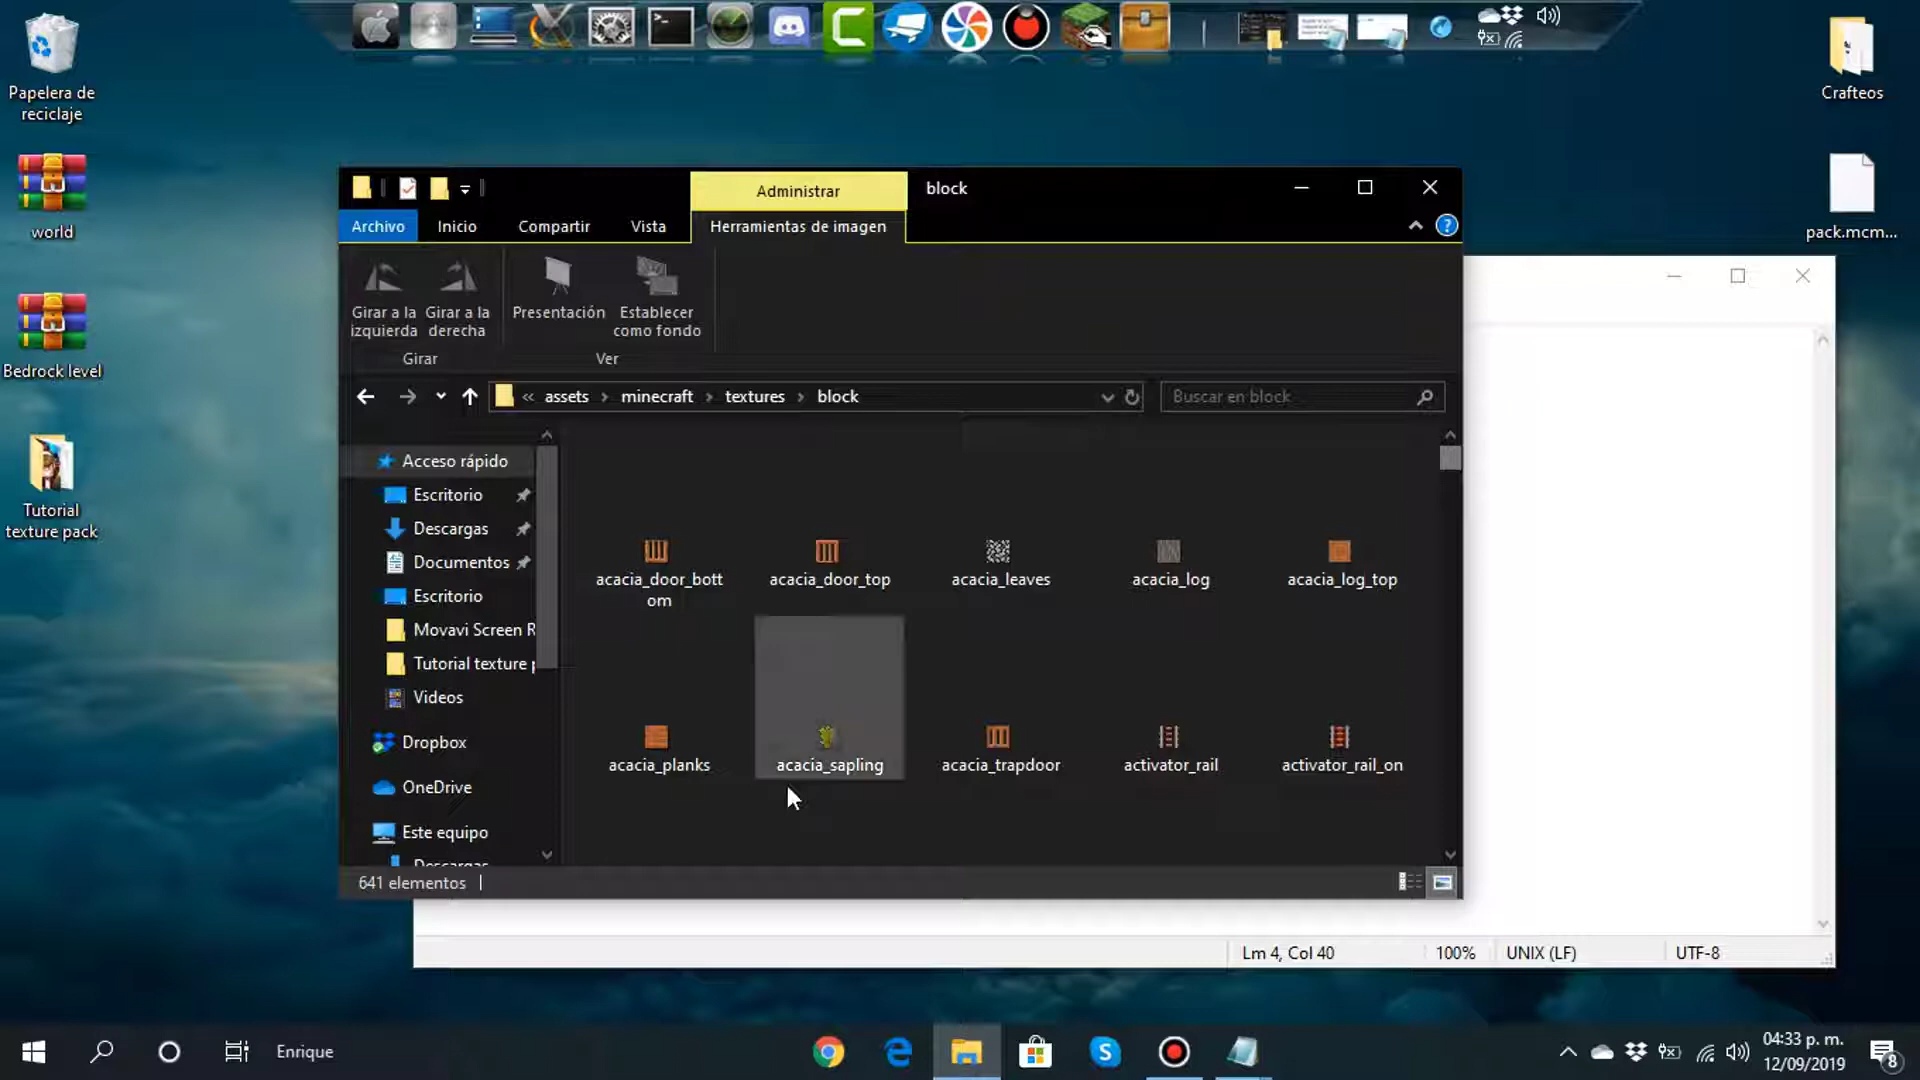 Papelera de
reciclaje
world
Bedrock level
Tutorial
texture pack
Crafteos
pack.mcm...
Administrar
block
Archivo
Inicio
Compartir
Vista
Herramientas de imagen
Girar a la
izquierda
Girar a la
derecha
Presentación
Establecer
como fondo
Girar
Ver
« assets > minecraft > textures > block
Buscar en block
Acceso rápido
Escritorio
Descargas
Documentos
Escritorio
Movavi Screen R
Tutorial texture p
Videos
Dropbox
OneDrive
Este equipo
Descargas
acacia_door_bott
om
acacia_door_top
acacia_leaves
acacia_log
acacia_log_top
acacia_planks
acacia_sapling
acacia_trapdoor
activator_rail
activator_rail_on
641 elementos
Lm 4, Col 40
100%
UNIX (LF)
UTF-8
Enrique
04:33 p. m.
12/09/2019
8